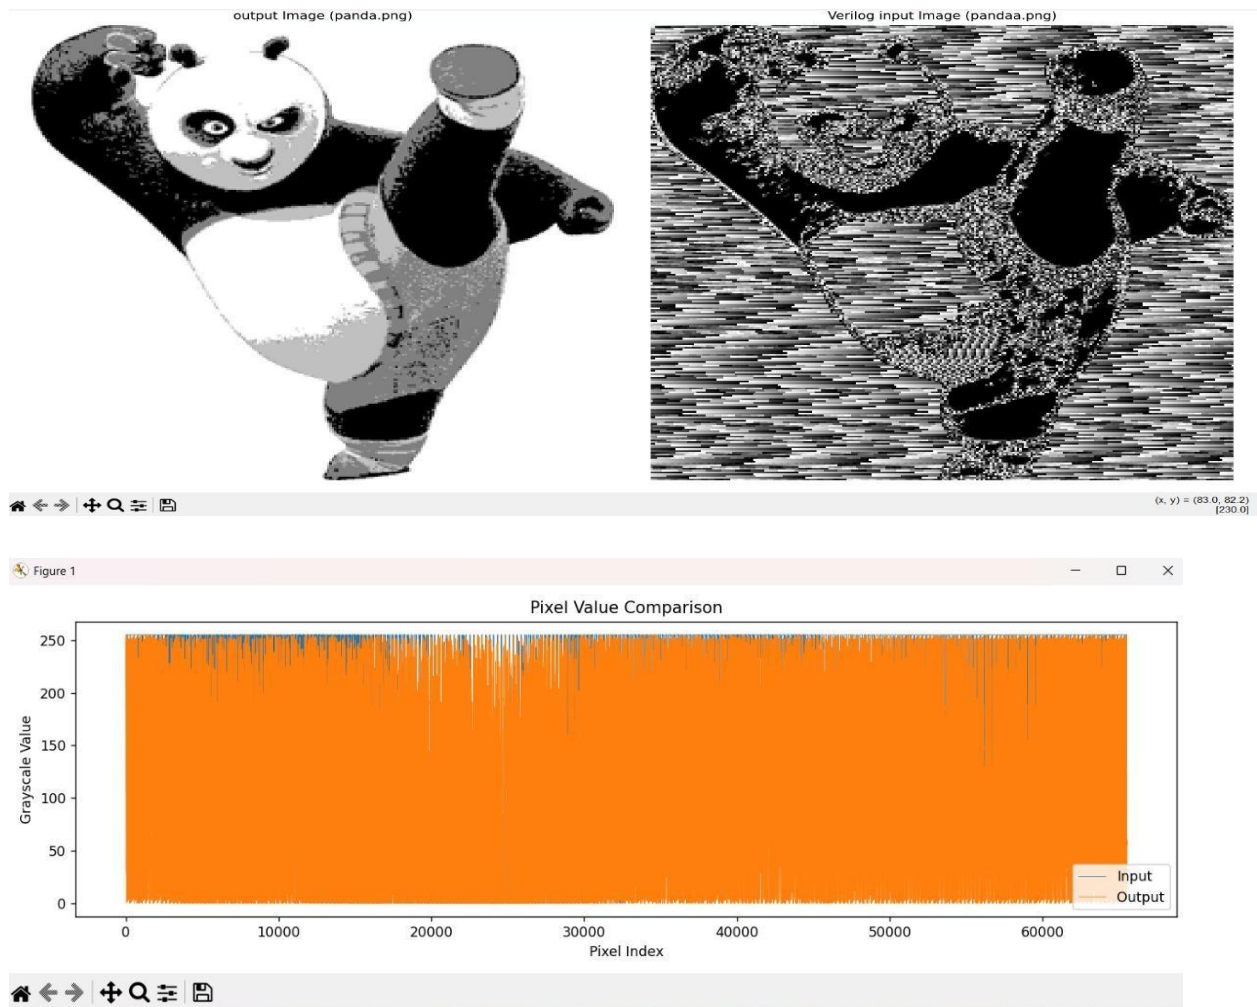 output Image (panda.png)
Verilog input Image (pandaa.png)
(x, y) = (83.0, 82.2)
[230.0]
Figure 1
Pixel Value Comparison
250
200
150
100
50
0
Grayscale Value
Input
Output
0 10000 20000 30000 40000 50000 60000
Pixel Index